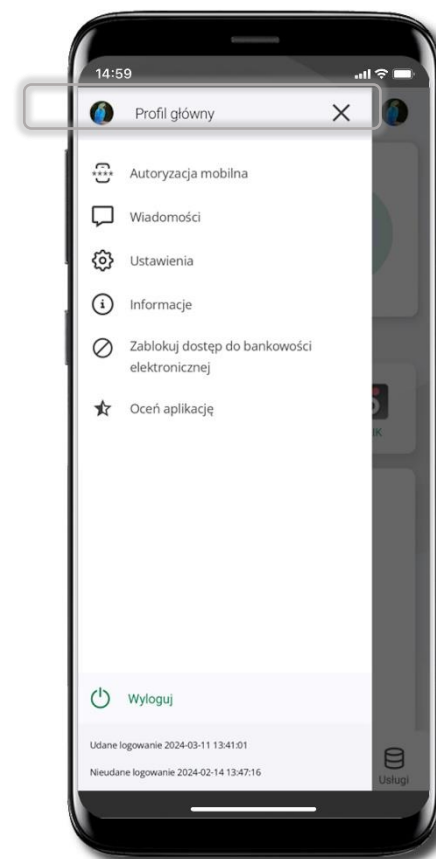 14:59
Profil główny
****
Autoryzacja mobilna
Wiadomości
Ustawienia
Informacje
Zablokuj dostęp do bankowości
elektronicznej
Oceń aplikację
IK
Wyloguj
Udane logowanie 2024-03-11 13:41:01
Nieudane logowanie 2024-02-14 13:47:16
Usługi